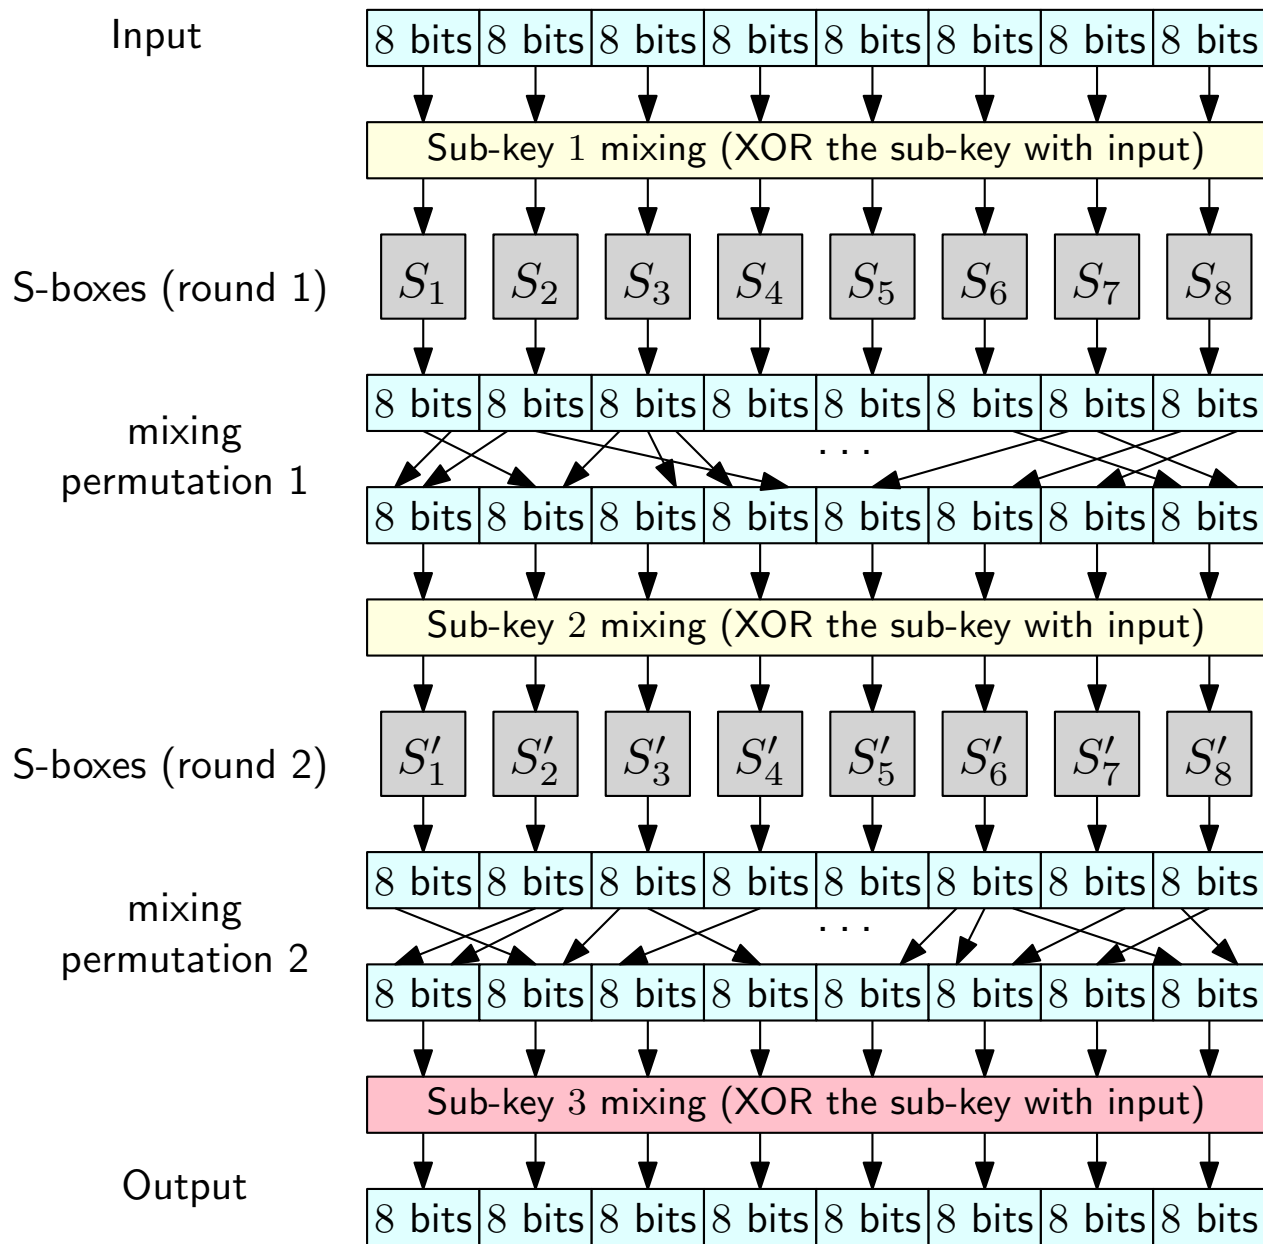 Input
8 bits 8 bits 8 bits 8 bits 8 bits 8 bits 8 bits 8 bits
Sub-key 1 mixing (XOR the sub-key with input)
S-boxes (round 1)
S₁ S₂ S₃ S₄ S₅ S₆ S₇ S₈
8 bits 8 bits 8 bits 8 bits 8 bits 8 bits 8 bits 8 bits
mixing
permutation 1
. . .
8 bits 8 bits 8 bits 8 bits 8 bits 8 bits 8 bits 8 bits
Sub-key 2 mixing (XOR the sub-key with input)
S-boxes (round 2)
S′₁ S′₂ S′₃ S′₄ S′₅ S′₆ S′₇ S′₈
8 bits 8 bits 8 bits 8 bits 8 bits 8 bits 8 bits 8 bits
mixing
permutation 2
. . .
8 bits 8 bits 8 bits 8 bits 8 bits 8 bits 8 bits 8 bits
Sub-key 3 mixing (XOR the sub-key with input)
Output
8 bits 8 bits 8 bits 8 bits 8 bits 8 bits 8 bits 8 bits